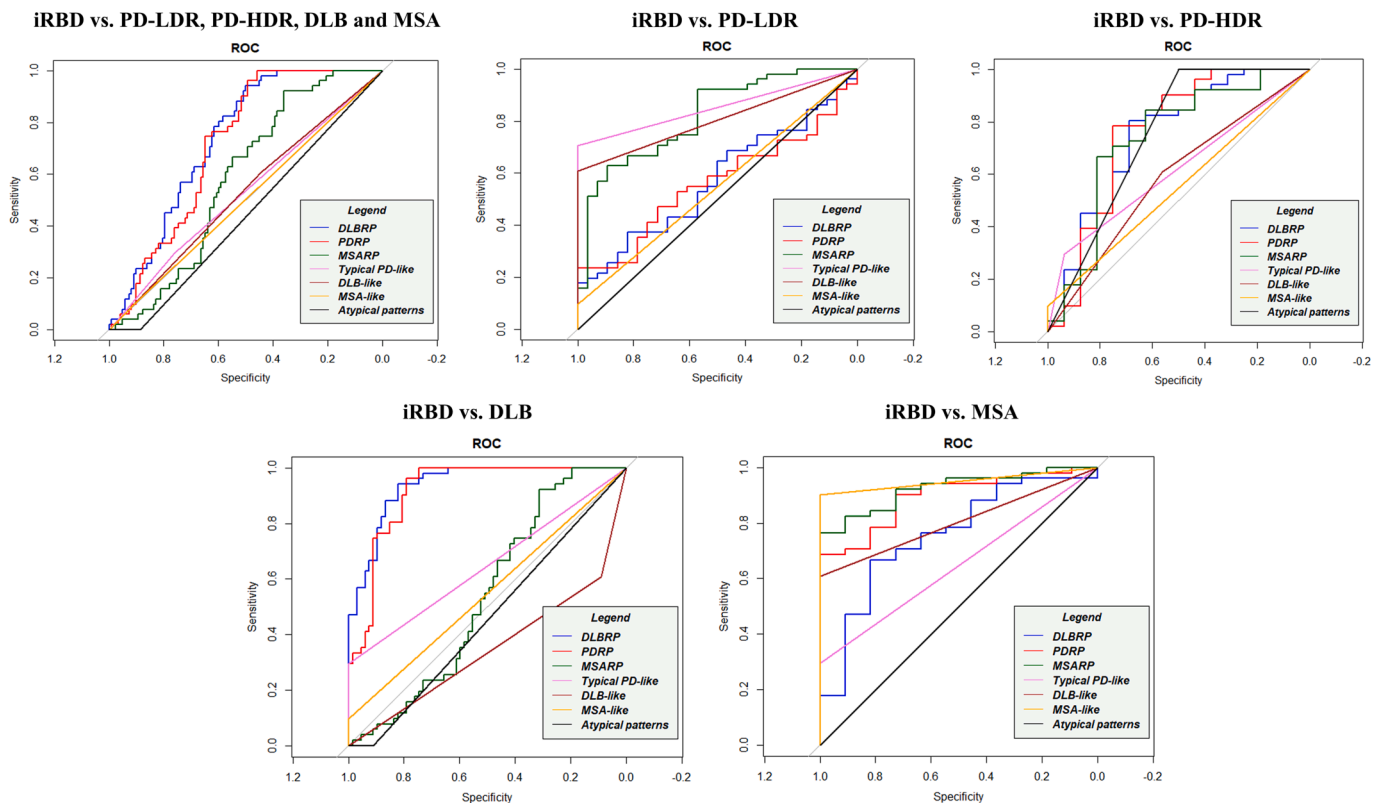 iRBD vs. PD-LDR, PD-HDR, DLB and MSA
ROC
Sensitivity
1.0
0.8
0.6
0.4
0.2
0.0
Legend
DLBRP
PDRP
MSARP
Typical PD-like
DLB-like
MSA-like
Atypical patterns
1.2 1.0 0.8 0.6 0.4 0.2 0.0 -0.2
Specificity
iRBD vs. PD-LDR
ROC
Sensitivity
1.0
0.8
0.6
0.4
0.2
0.0
Legend
DLBRP
PDRP
MSARP
Typical PD-like
DLB-like
MSA-like
Atypical patterns
1.2 1.0 0.8 0.6 0.4 0.2 0.0 -0.2
Specificity
iRBD vs. PD-HDR
ROC
Sensitivity
1.0
0.8
0.6
0.4
0.2
0.0
Legend
DLBRP
PDRP
MSARP
Typical PD-like
DLB-like
MSA-like
Atypical patterns
1.2 1.0 0.8 0.6 0.4 0.2 0.0 -0.2
Specificity
iRBD vs. DLB
ROC
Sensitivity
1.0
0.8
0.6
0.4
0.2
0.0
Legend
DLBRP
PDRP
MSARP
Typical PD-like
DLB-like
MSA-like
Atypical patterns
1.2 1.0 0.8 0.6 0.4 0.2 0.0 -0.2
Specificity
iRBD vs. MSA
ROC
Sensitivity
1.0
0.8
0.6
0.4
0.2
0.0
Legend
DLBRP
PDRP
MSARP
Typical PD-like
DLB-like
MSA-like
Atypical patterns
1.2 1.0 0.8 0.6 0.4 0.2 0.0 -0.2
Specificity